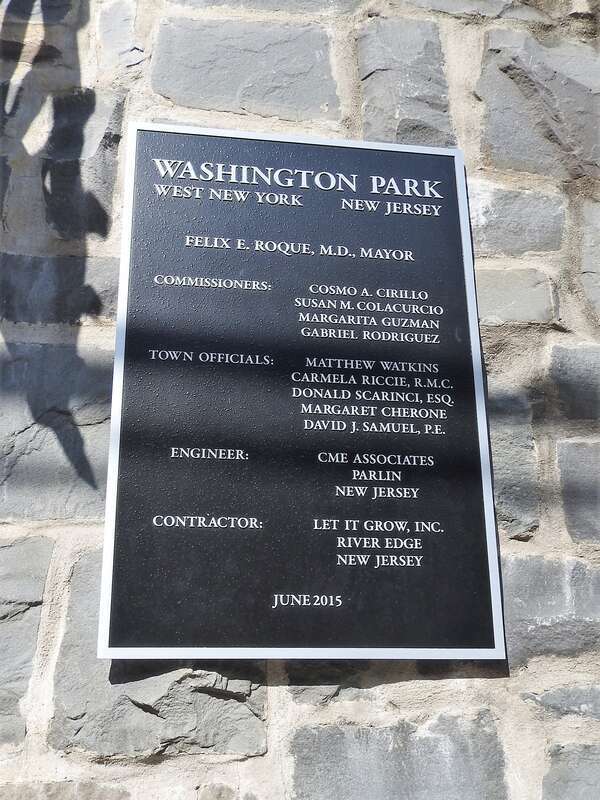 WASHINGTON PARK
WEST NEW YORK NEW JERSEY
FELIX E. ROQUE, M.D., MAYOR
COMMISSIONERS: COSMO A. CIRILLO
SUSAN M. COLACURCIO
MARGARITA GUZMAN
GABRIEL RODRIGUEZ
TOWN OFFICIALS: MATTHEW WATKINS
CARMELA RICCIE, R.M.C.
DONALD SCARINCI, ESQ.
MARGARET CHERONE
DAVID J. SAMUEL, P.E.
ENGINEER: CME ASSOCIATES
PARLIN
NEW JERSEY
CONTRACTOR: LET IT GROW, INC.
RIVER EDGE
NEW JERSEY
JUNE 2015